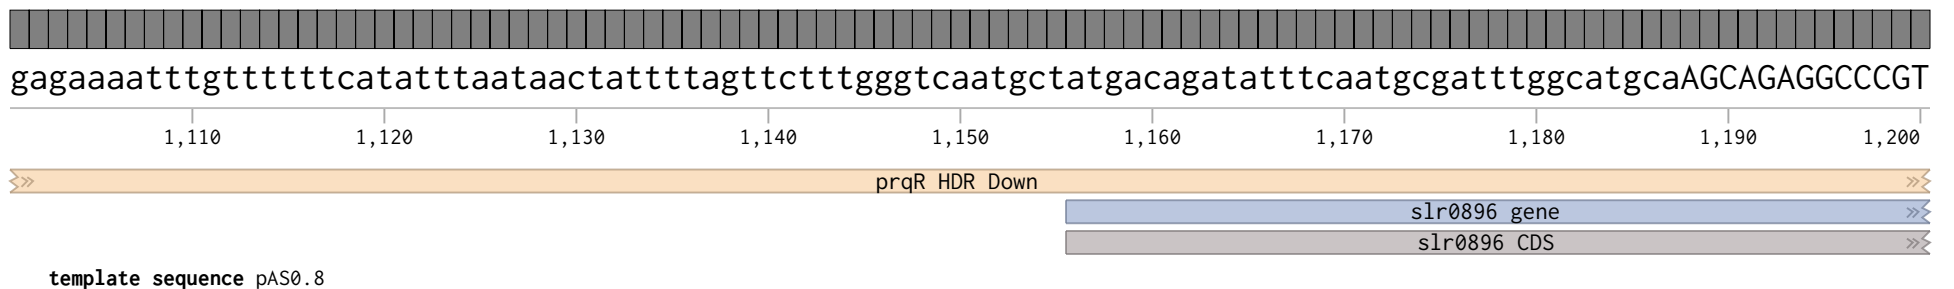 gagaaaatttgttttttcatatttaataactattttagttctttgggtcaatgctatgacagatatttcaatgcgatttggcatgcaAGCAGAGGCCCGT
1,110 1,120 1,130 1,140 1,150 1,160 1,170 1,180 1,190 1,200
prqR HDR Down
slr0896 gene
slr0896 CDS
template sequence pAS0.8